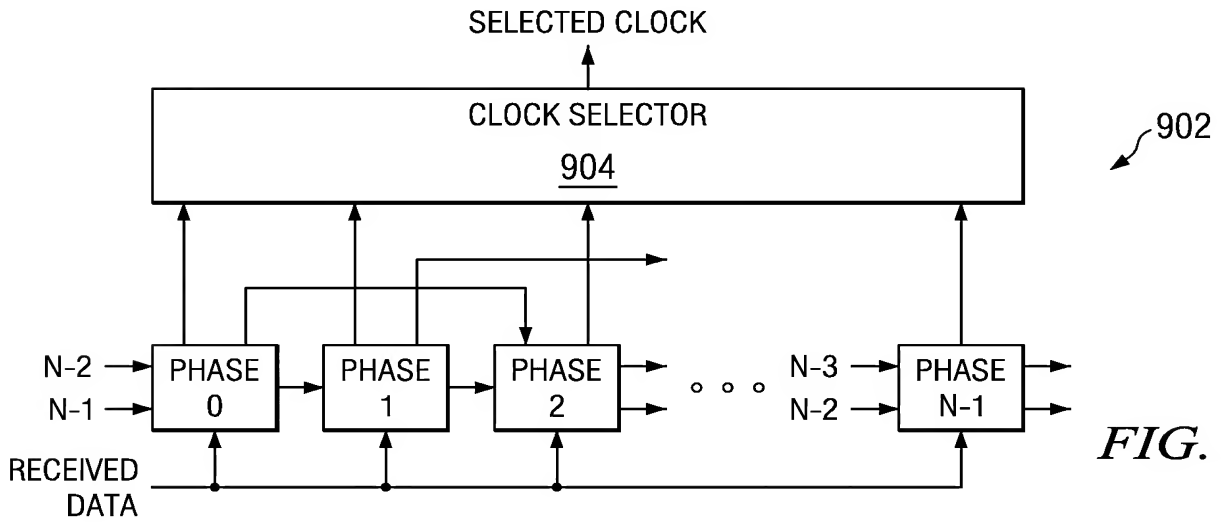 SELECTED CLOCK
CLOCK SELECTOR
904
902
N-2
N-1
PHASE
0
PHASE
1
PHASE
2
N-3
N-2
PHASE
N-1
RECEIVED
DATA
FIG.